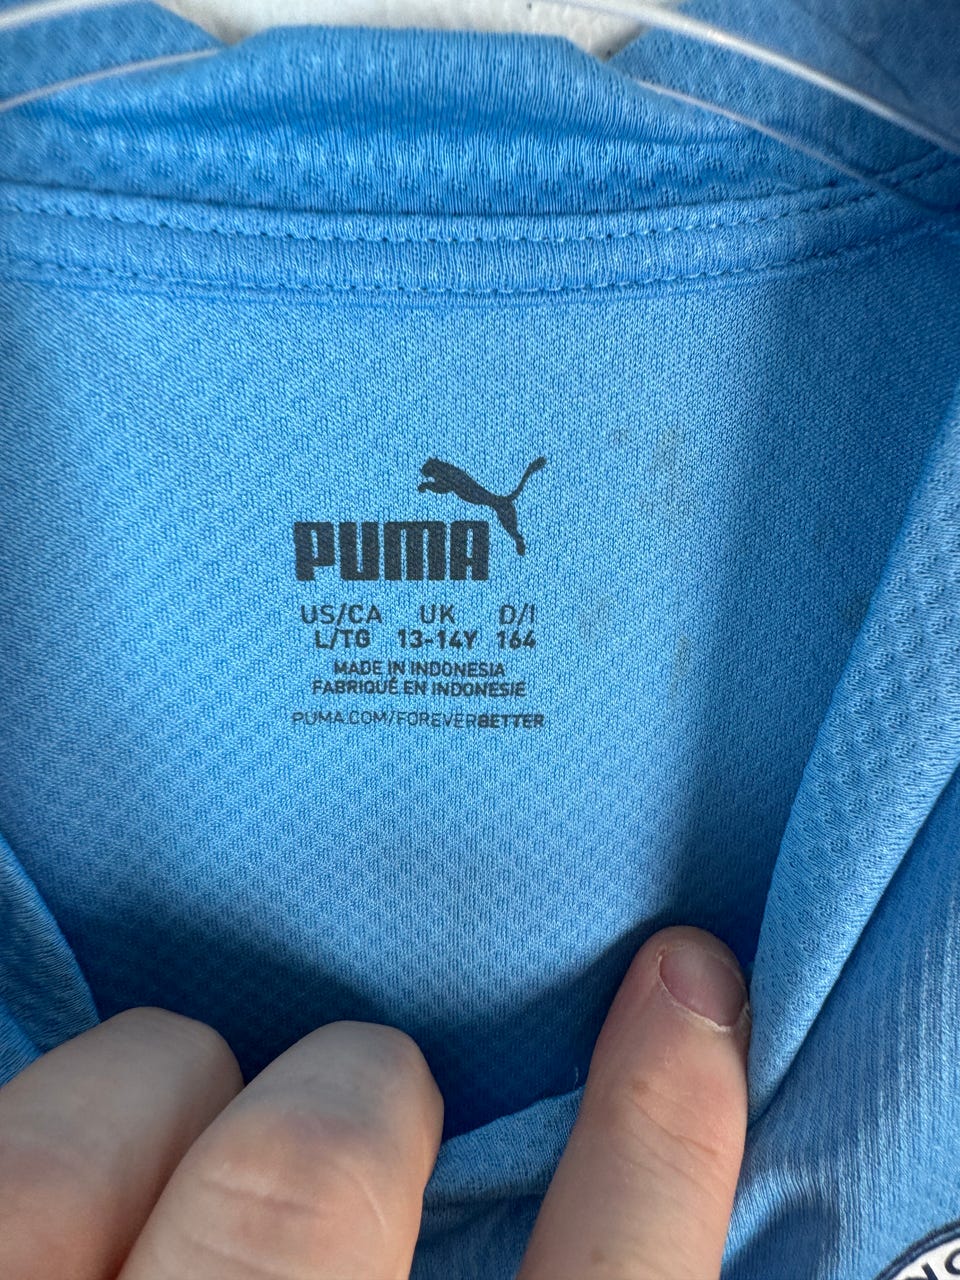 PUMA
US/CA UK D/I
L/TG 13-14Y 164
MADE IN INDONESIA
FABRIQUÉ EN INDONESIE
PUMA.COM/FOREVERBETTER